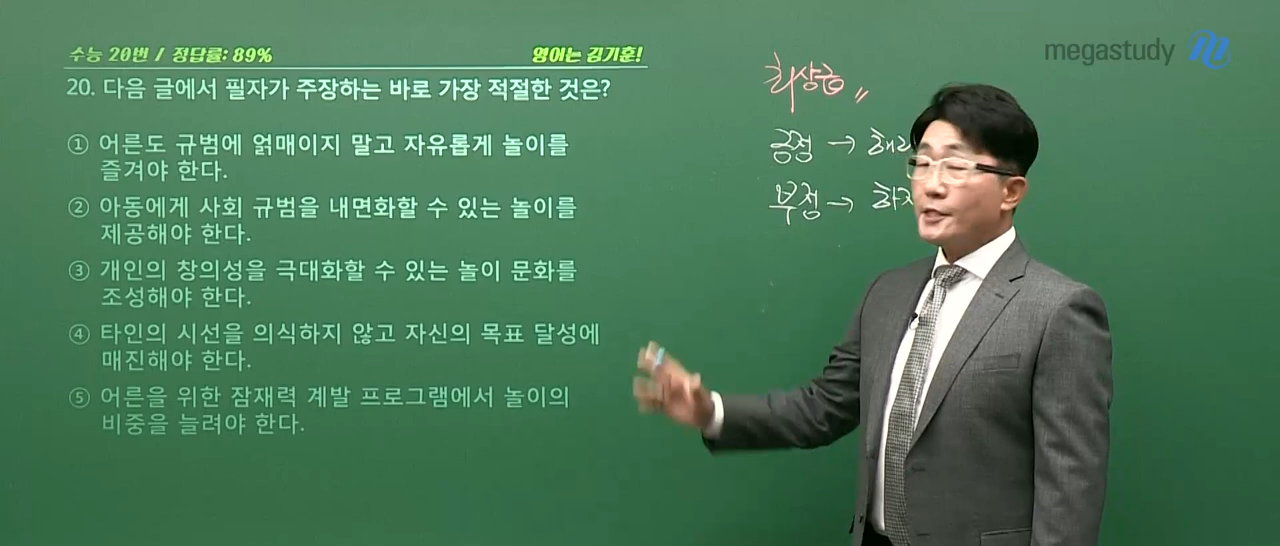 수능 20번 / 정답률: 89%
영어는 김기훈!
megastudy
20. 다음 글에서 필자가 주장하는 바로 가장 적절한 것은?
① 어른도 규범에 얽매이지 말고 자유롭게 놀이를
즐겨야 한다.
② 아동에게 사회 규범을 내면화할 수 있는 놀이를
제공해야 한다.
③ 개인의 창의성을 극대화할 수 있는 놀이 문화를
조성해야 한다.
④ 타인의 시선을 의식하지 않고 자신의 목표 달성에
매진해야 한다.
⑤ 어른을 위한 잠재력 계발 프로그램에서 놀이의
비중을 늘려야 한다.
최상급 〃
긍정 → 해라
부정 →